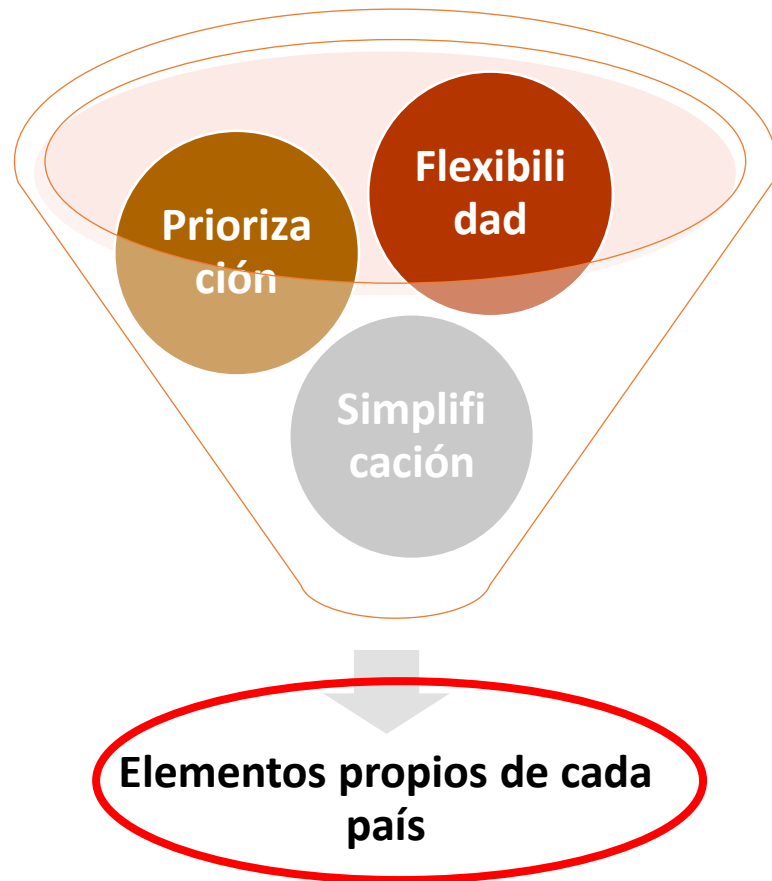 Flexibili
dad
Prioriza
ción
Simplifi
cación
Elementos propios de cada
país